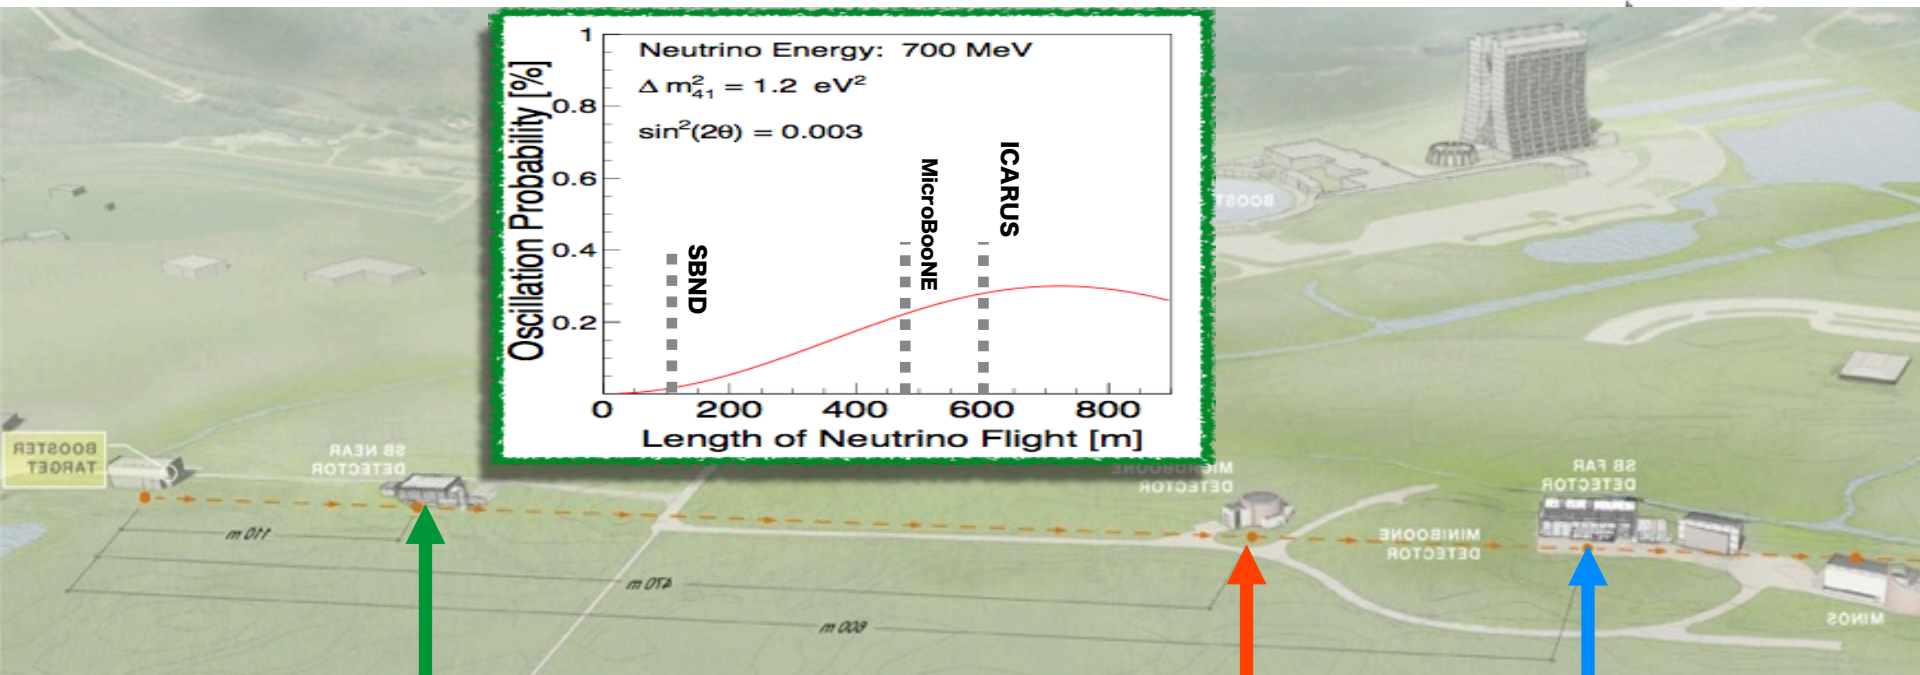 Neutrino Energy: 700 MeV
Δ m²₄₁ = 1.2 eV²
sin²(2θ) = 0.003
Oscillation Probability [%]
1
0.8
0.6
0.4
0.2
SBND
MicroBooNE
ICARUS
0 200 400 600 800
Length of Neutrino Flight [m]
BOOSTER
TARGET
SB NEAR
DETECTOR
MICROBOONE
DETECTOR
MINIBOONE
DETECTOR
SB FAR
DETECTOR
MINOS
110 m
470 m
600 m